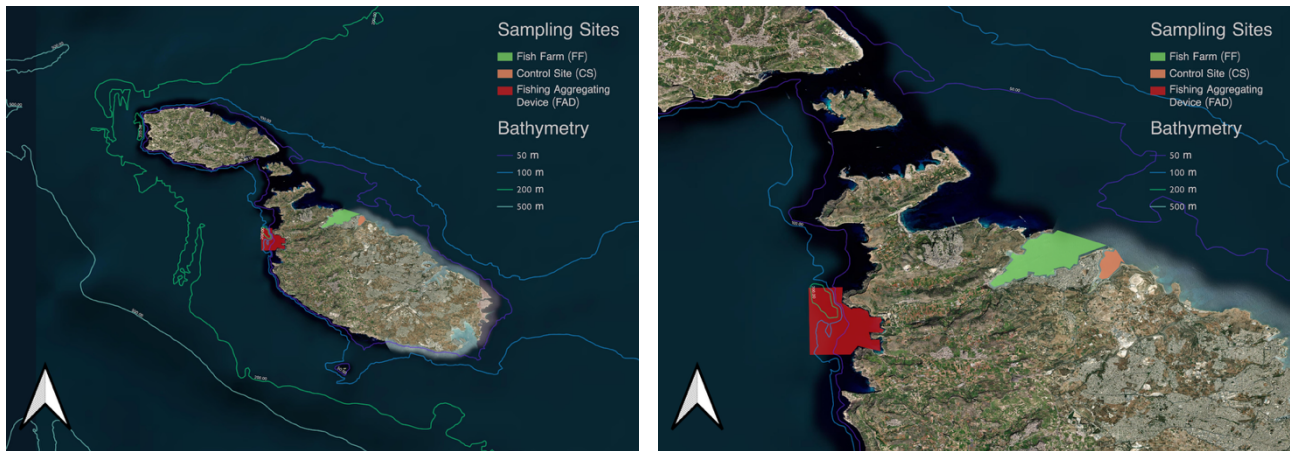 Sampling Sites
Fish Farm (FF)
Control Site (CS)
Fishing Aggregating
Device (FAD)
Bathymetry
50 m
100 m
200 m
500 m
Sampling Sites
Fish Farm (FF)
Control Site (CS)
Fishing Aggregating
Device (FAD)
Bathymetry
50 m
100 m
200 m
500 m